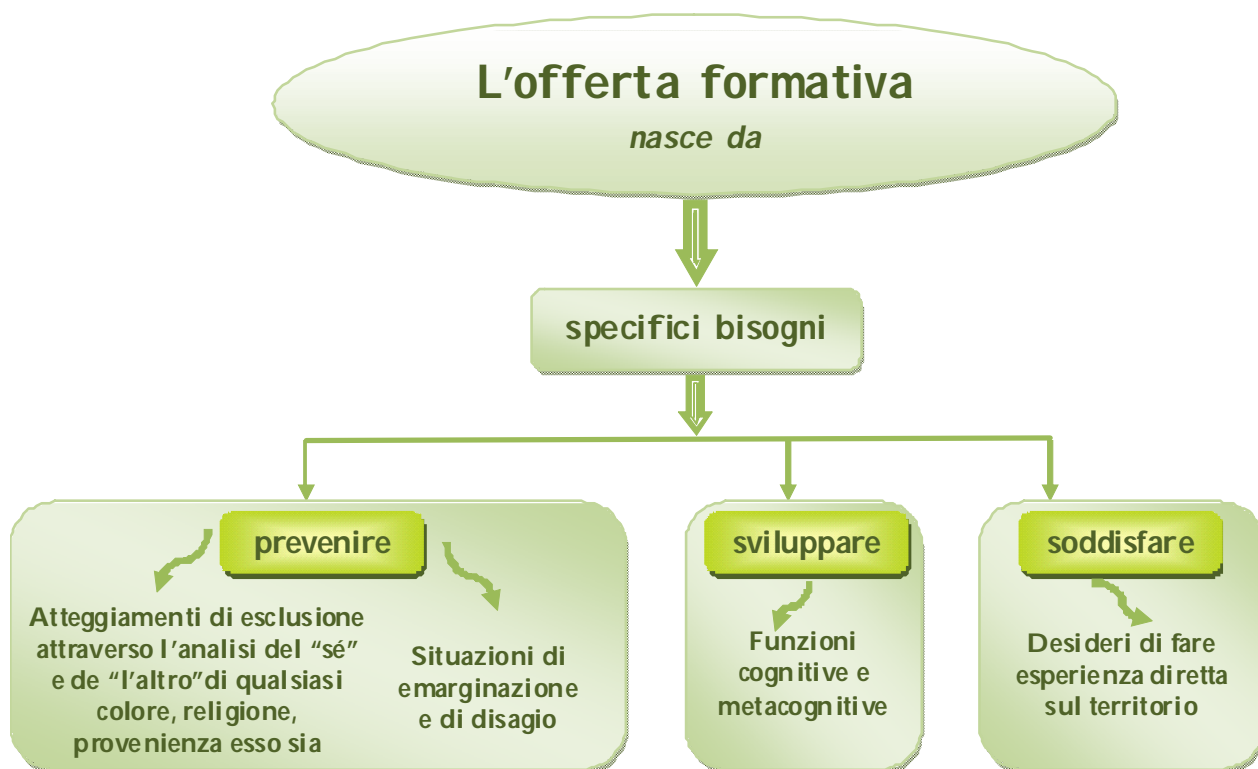 L'offerta formativa
nasce da
specifici bisogni
prevenire
Atteggiamenti di esclusione
attraverso l'analisi del “sé”
e de “l'altro”di qualsiasi
colore, religione,
provenienza esso sia
Situazioni di
emarginazione
e di disagio
sviluppare
Funzioni
cognitive e
metacognitive
soddisfare
Desideri di fare
esperienza diretta
sul territorio